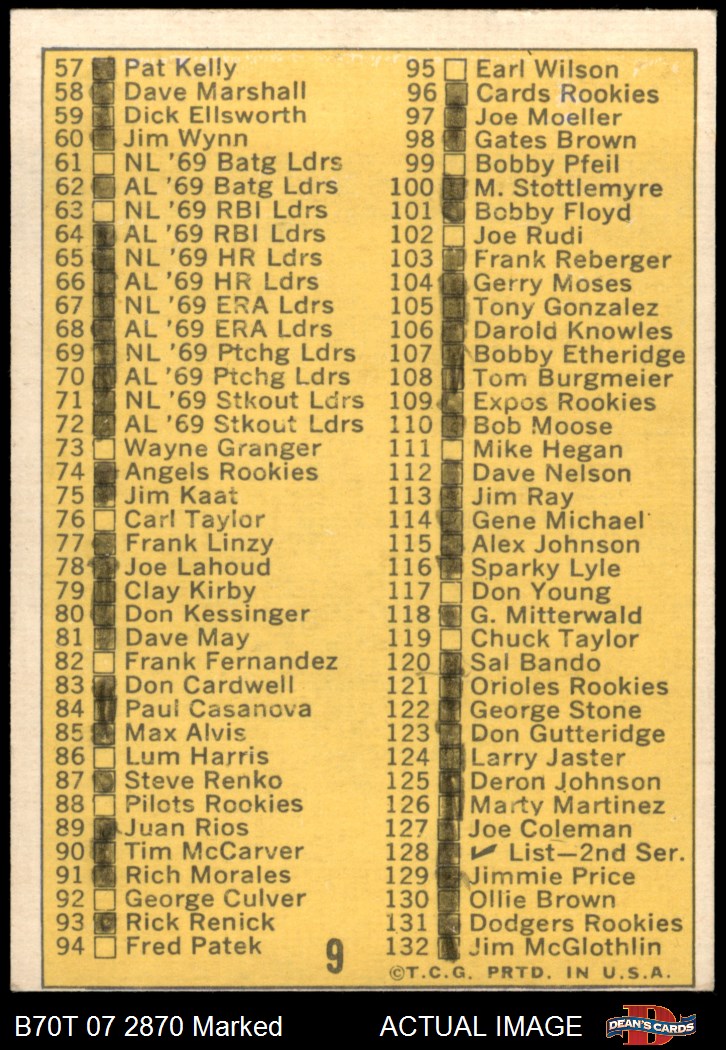 57 Pat Kelly
58 Dave Marshall
59 Dick Ellsworth
60 Jim Wynn
61 NL '69 Batg Ldrs
62 AL '69 Batg Ldrs
63 NL '69 RBI Ldrs
64 AL '69 RBI Ldrs
65 NL '69 HR Ldrs
66 AL '69 HR Ldrs
67 NL '69 ERA Ldrs
68 AL '69 ERA Ldrs
69 NL '69 Ptchg Ldrs
70 AL '69 Ptchg Ldrs
71 NL '69 Stkout Ldrs
72 AL '69 Stkout Ldrs
73 Wayne Granger
74 Angels Rookies
75 Jim Kaat
76 Carl Taylor
77 Frank Linzy
78 Joe Lahoud
79 Clay Kirby
80 Don Kessinger
81 Dave May
82 Frank Fernandez
83 Don Cardwell
84 Paul Casanova
85 Max Alvis
86 Lum Harris
87 Steve Renko
88 Pilots Rookies
89 Juan Rios
90 Tim McCarver
91 Rich Morales
92 George Culver
93 Rick Renick
94 Fred Patek
95 Earl Wilson
96 Cards Rookies
97 Joe Moeller
98 Gates Brown
99 Bobby Pfeil
100 M. Stottlemyre
101 Bobby Floyd
102 Joe Rudi
103 Frank Reberger
104 Gerry Moses
105 Tony Gonzalez
106 Darold Knowles
107 Bobby Etheridge
108 Tom Burgmeier
109 Expos Rookies
110 Bob Moose
111 Mike Hegan
112 Dave Nelson
113 Jim Ray
114 Gene Michael
115 Alex Johnson
116 Sparky Lyle
117 Don Young
118 G. Mitterwald
119 Chuck Taylor
120 Sal Bando
121 Orioles Rookies
122 George Stone
123 Don Gutteridge
124 Larry Jaster
125 Deron Johnson
126 Marty Martinez
127 Joe Coleman
128 ✓ List—2nd Ser.
129 Jimmie Price
130 Ollie Brown
131 Dodgers Rookies
132 Jim McGlothlin
9
©T.C.G. PRTD. IN U.S.A.
B70T 07 2870 Marked
ACTUAL IMAGE
D
DEAN'S CARDS